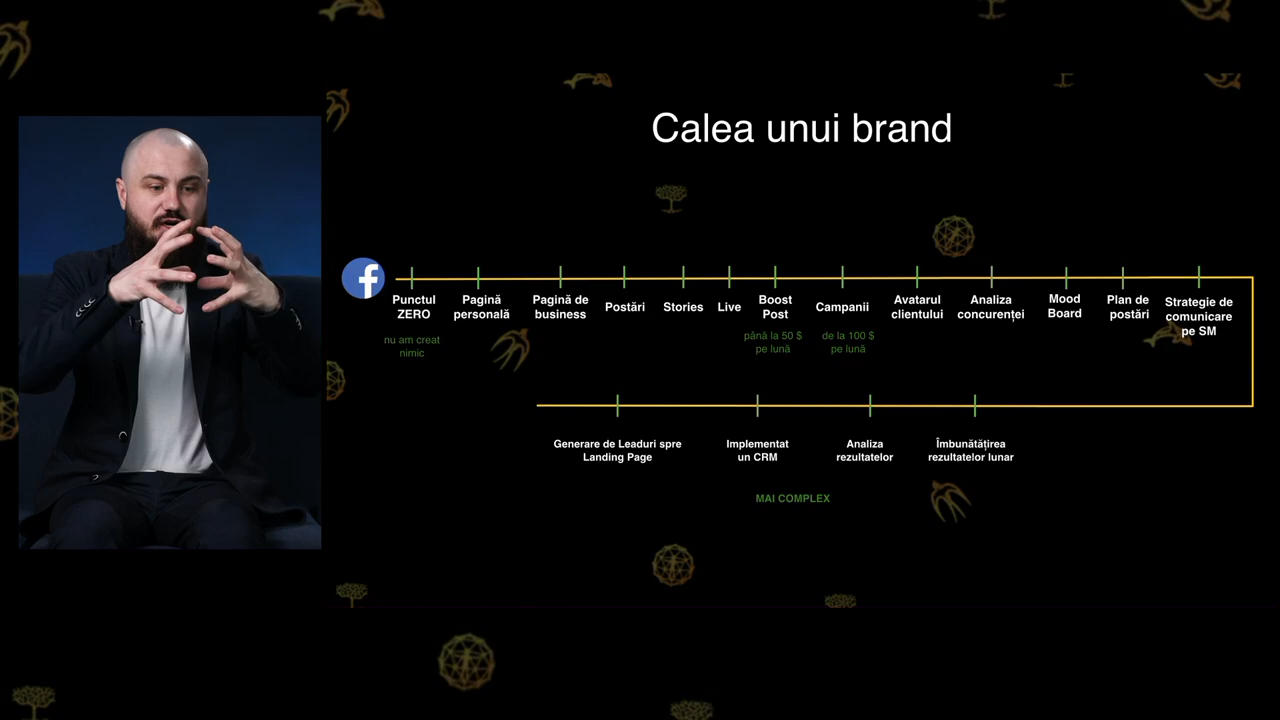 Calea unui brand
Punctul
ZERO
nu am creat
nimic
Pagină
personală
Pagină de
business
Postări
Stories
Live
Boost
Post
până la 50 $
pe lună
Campanii
de la 100 $
pe lună
Avatarul
clientului
Analiza
concurenței
Mood
Board
Plan de
postări
Strategie de
comunicare
pe SM
Generare de Leaduri spre
Landing Page
Implementat
un CRM
Analiza
rezultatelor
Îmbunătățirea
rezultatelor lunar
MAI COMPLEX